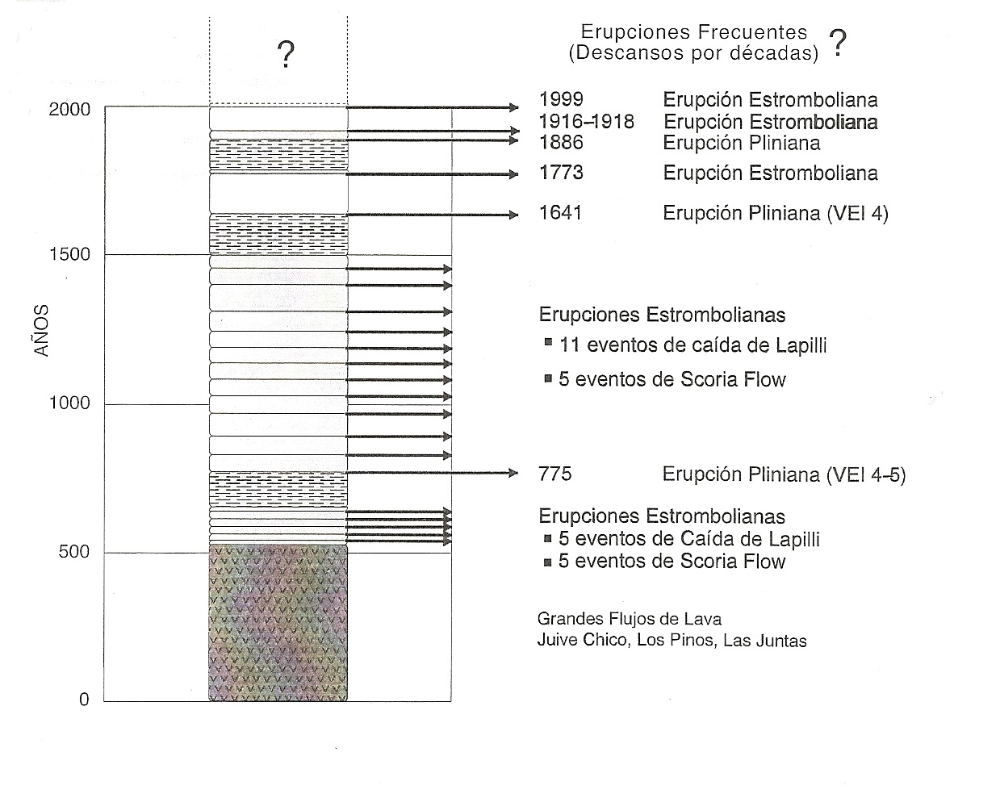 ?
Erupciones Frecuentes ?
(Descansos por décadas)
2000
1999 Erupción Estromboliana
1916–1918 Erupción Estromboliana
1886 Erupción Pliniana
1773 Erupción Estromboliana
1641 Erupción Pliniana (VEI 4)
1500
AÑOS
Erupciones Estrombolianas
▪ 11 eventos de caída de Lapilli
▪ 5 eventos de Scoria Flow
1000
775 Erupción Pliniana (VEI 4–5)
Erupciones Estrombolianas
▪ 5 eventos de Caída de Lapilli
▪ 5 eventos de Scoria Flow
500
Grandes Flujos de Lava
Juive Chico, Los Pinos, Las Juntas
0